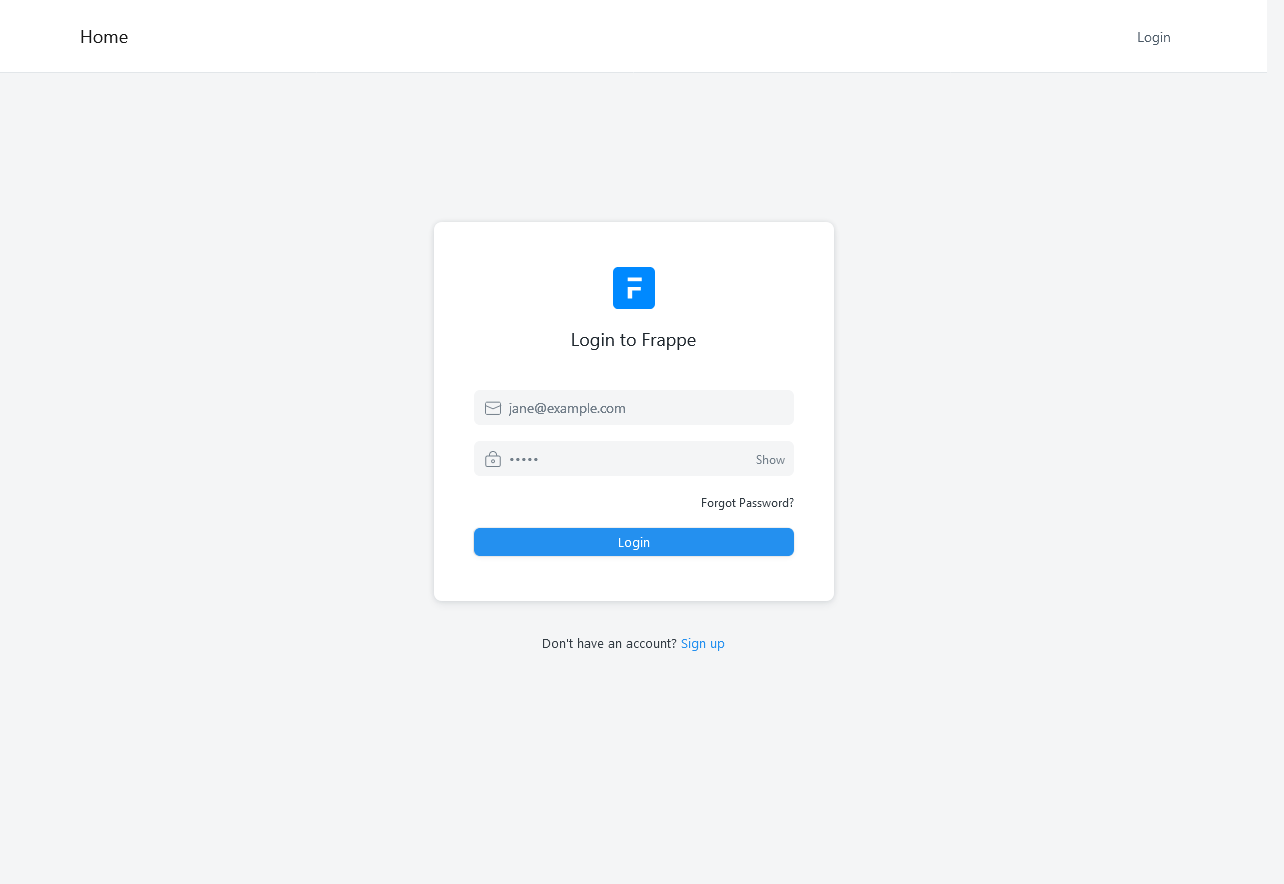 Home
Login
Login to Frappe
jane@example.com
•••••
Show
Forgot Password?
Login
Don't have an account? Sign up